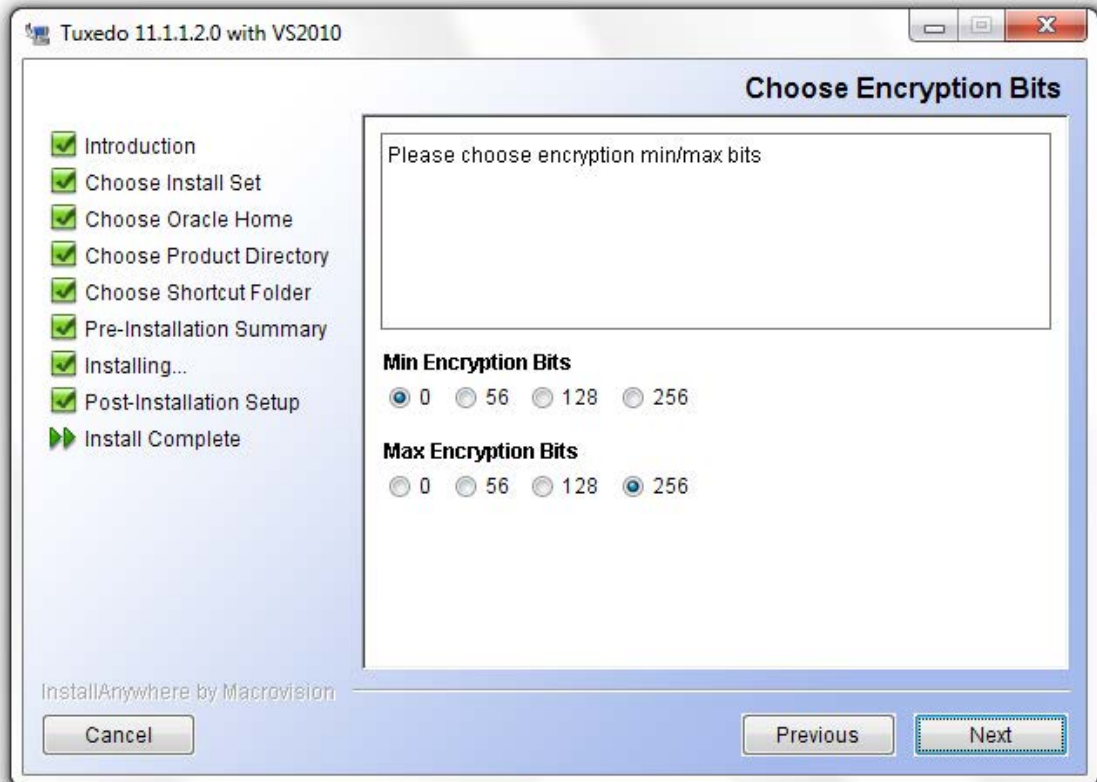 Tuxedo 11.1.1.2.0 with VS2010
Choose Encryption Bits
Introduction
Choose Install Set
Choose Oracle Home
Choose Product Directory
Choose Shortcut Folder
Pre-Installation Summary
Installing...
Post-Installation Setup
Install Complete
Please choose encryption min/max bits
Min Encryption Bits
0 56 128 256
Max Encryption Bits
0 56 128 256
InstallAnywhere by Macrovision
Cancel Previous Next